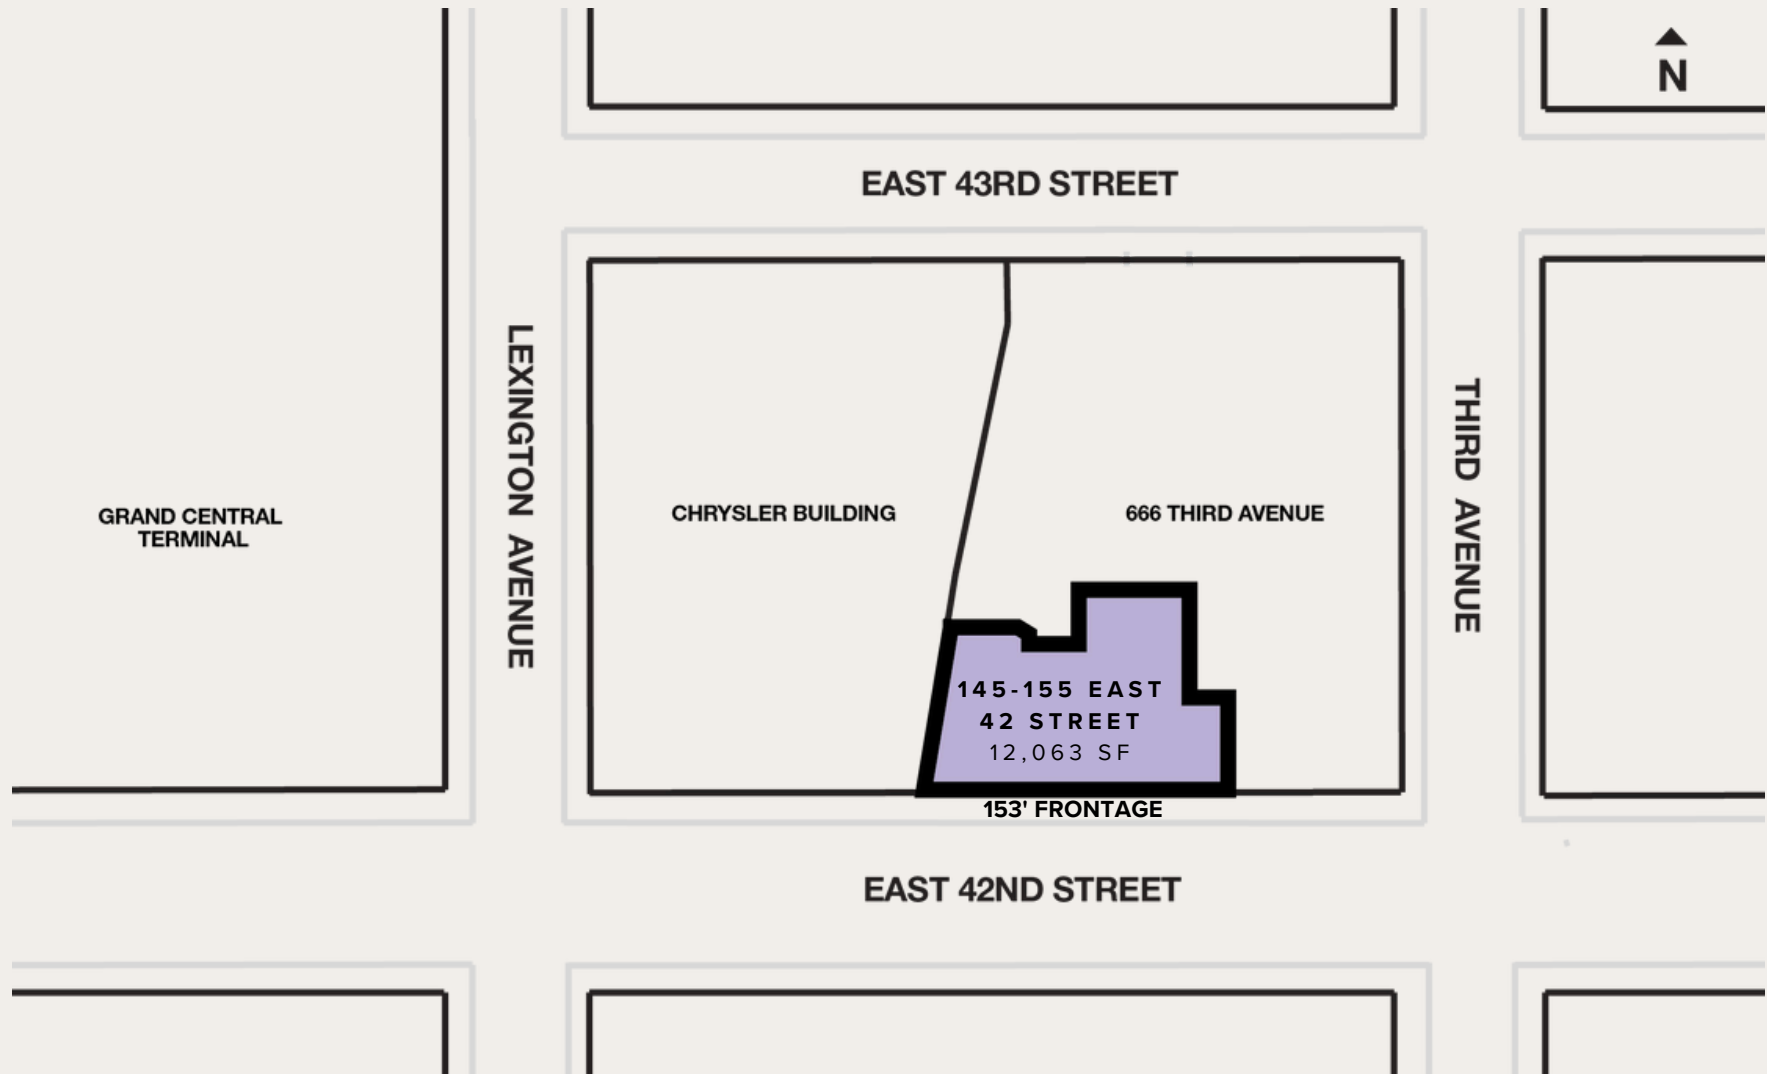 N
EAST 43RD STREET
LEXINGTON AVENUE
THIRD AVENUE
GRAND CENTRAL
TERMINAL
CHRYSLER BUILDING
666 THIRD AVENUE
145-155 EAST
42 STREET
12,063 SF
153' FRONTAGE
EAST 42ND STREET